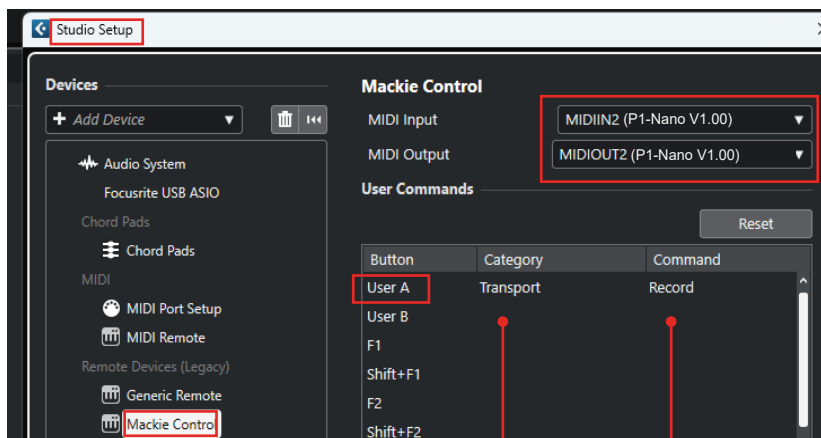 Studio Setup
Devices
Add Device
Audio System
Focusrite USB ASIO
Chord Pads
Chord Pads
MIDI
MIDI Port Setup
MIDI Remote
Remote Devices (Legacy)
Generic Remote
Mackie Control
Mackie Control
MIDI Input MIDIIN2 (P1-Nano V1.00)
MIDI Output MIDIOUT2 (P1-Nano V1.00)
User Commands
Reset
Button Category Command
User A Transport Record
User B
F1
Shift+F1
F2
Shift+F2